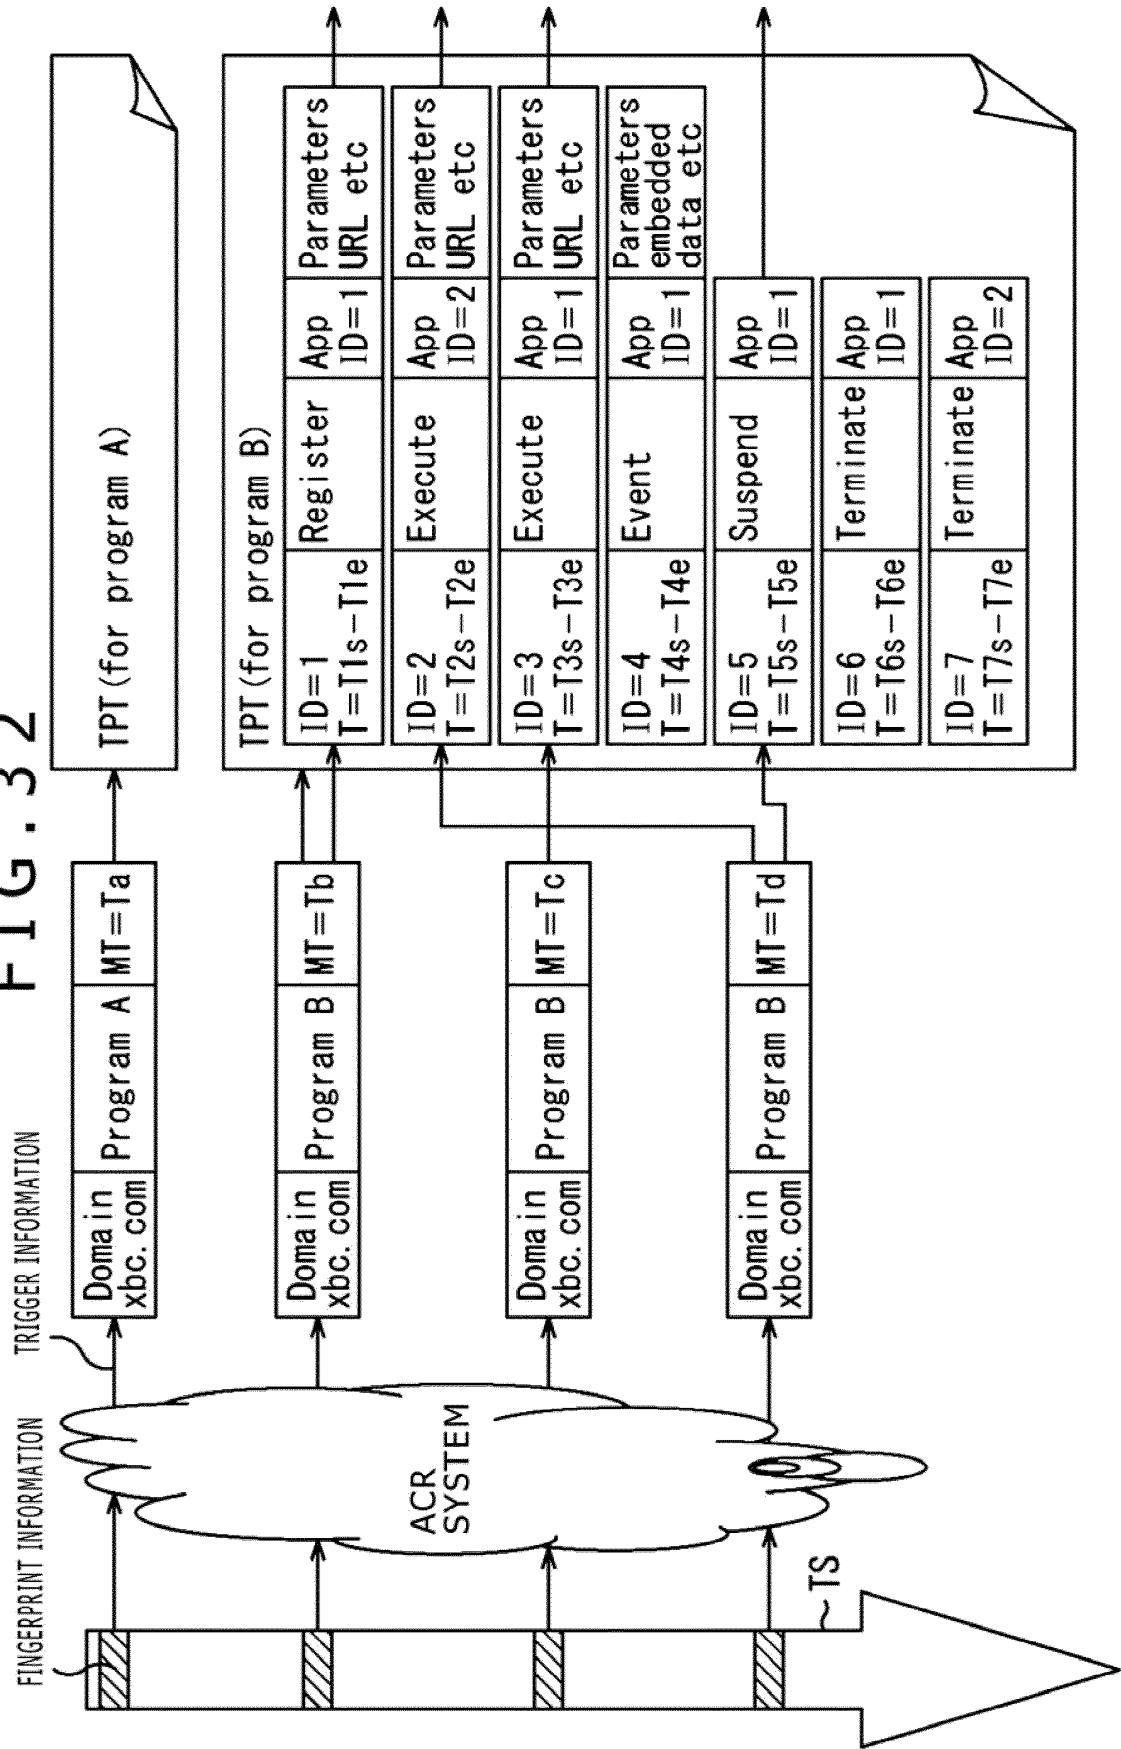 FIG.32
FINGERPRINT INFORMATION
TRIGGER INFORMATION
TS
ACR
SYSTEM
Domain
xbc.com
Program A
MT=Ta
TPT(for program A)
Domain
xbc.com
Program B
MT=Tb
Domain
xbc.com
Program B
MT=Tc
Domain
xbc.com
Program B
MT=Td
TPT(for program B)
ID=1
T=T1s-T1e
Register
App
ID=1
Parameters
URL etc
ID=2
T=T2s-T2e
Execute
App
ID=2
Parameters
URL etc
ID=3
T=T3s-T3e
Execute
App
ID=1
Parameters
URL etc
ID=4
T=T4s-T4e
Event
App
ID=1
Parameters
embedded
data etc
ID=5
T=T5s-T5e
Suspend
App
ID=1
ID=6
T=T6s-T6e
Terminate
App
ID=1
ID=7
T=T7s-T7e
Terminate
App
ID=2